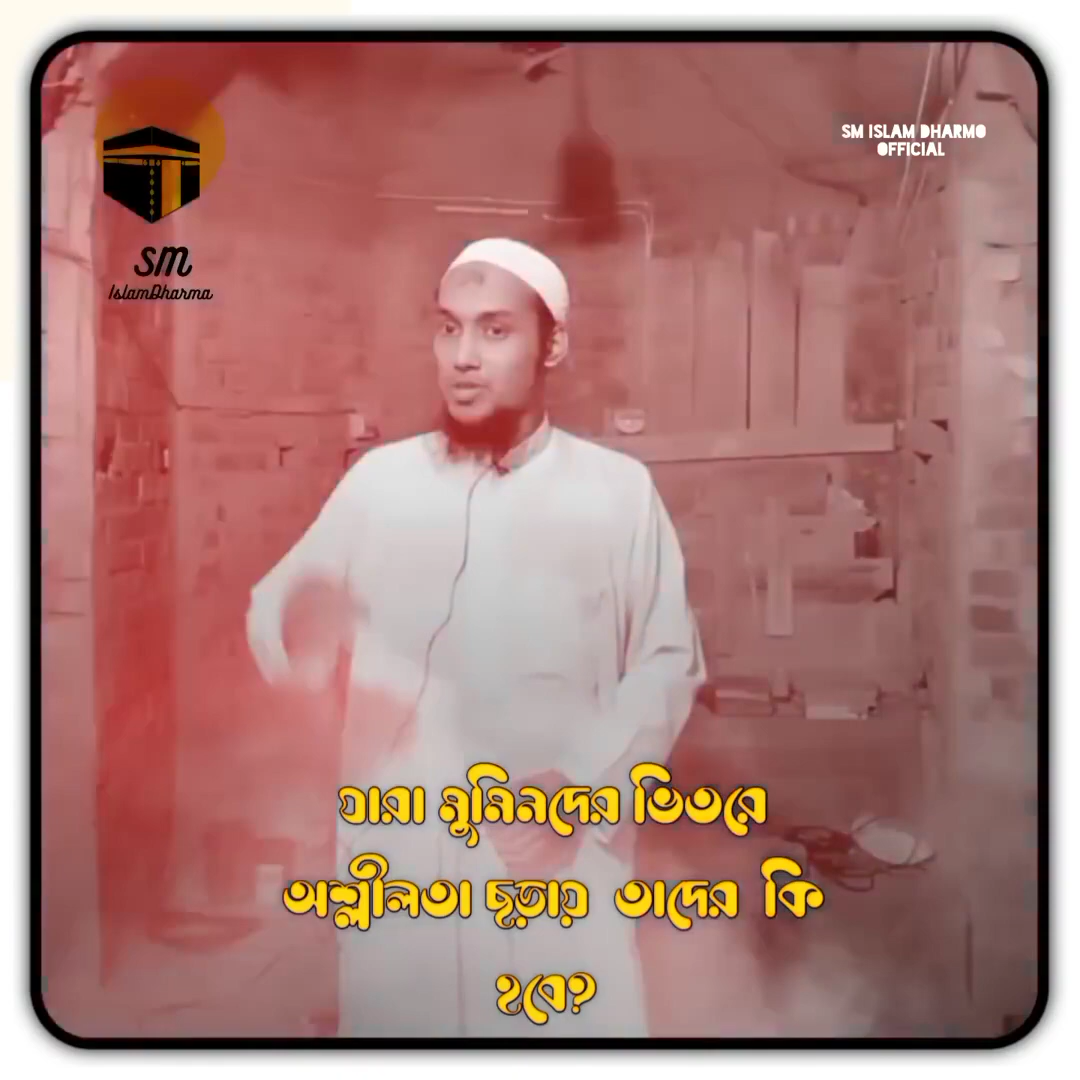 SM ISLAM DHARMO
OFFICIAL
SM
IslamDharma
যারা মুমিনদের ভিতরে
অশ্লীলতা ছড়ায় তাদের কি
হবে?